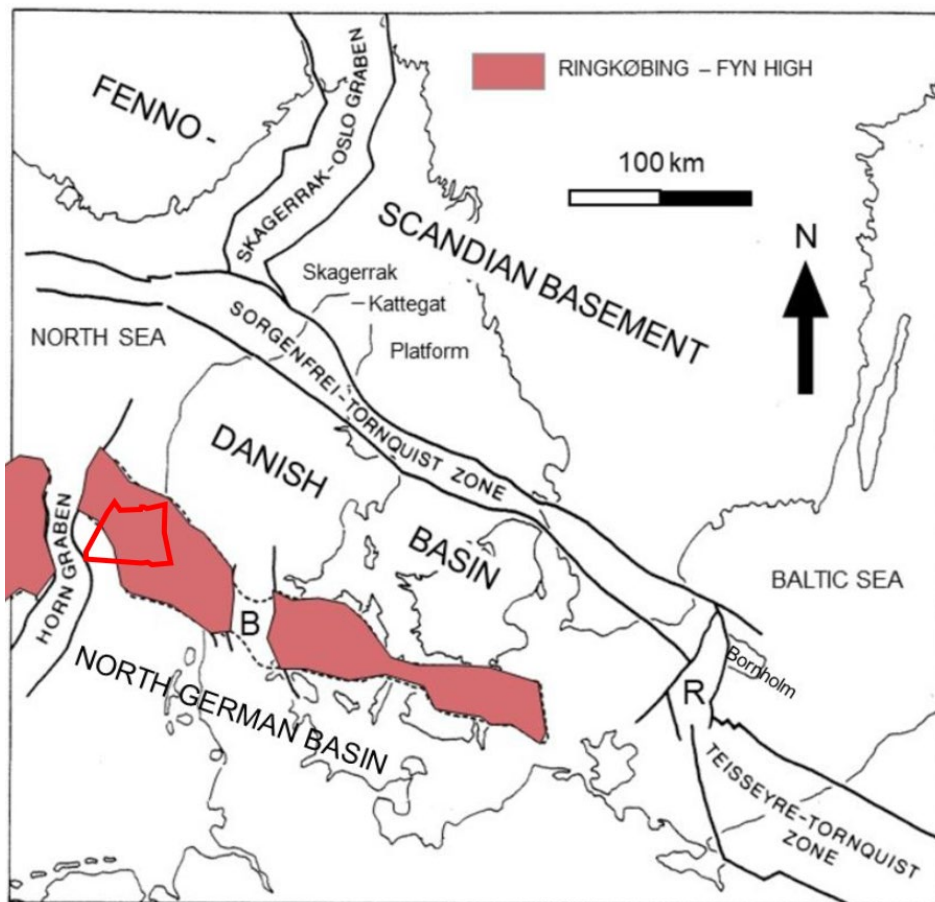 RINGKØBING – FYN HIGH
FENNO -
SKAGERRAK-OSLO GRABEN
100 km
SCANDIAN BASEMENT
N
Skagerrak
Kattegat
Platform
NORTH SEA
SORGENFREI-TORNQUIST ZONE
DANISH
BASIN
HORN GRABEN
BALTIC SEA
B
Bornholm
R
NORTH GERMAN BASIN
TEISSEYRE-TORNQUIST
ZONE